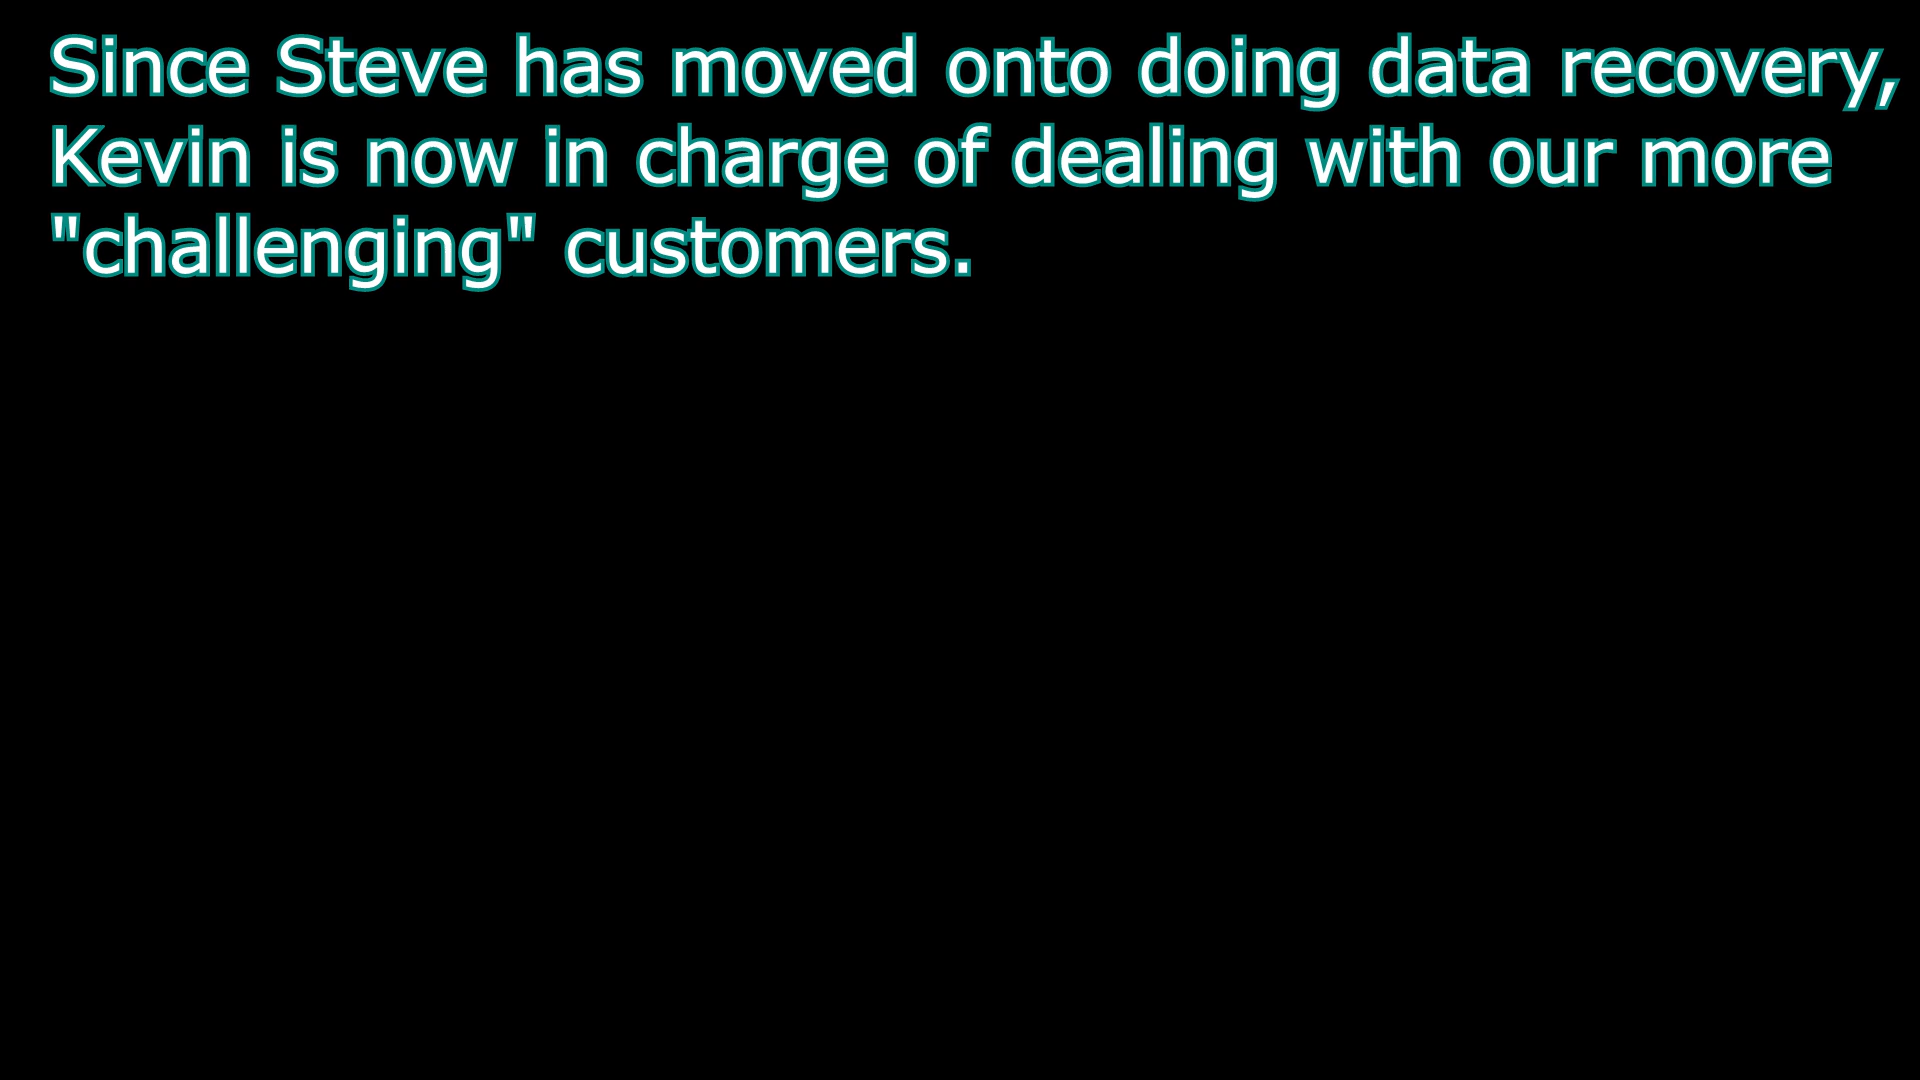 Since Steve has moved onto doing data recovery,
Kevin is now in charge of dealing with our more
"challenging" customers.